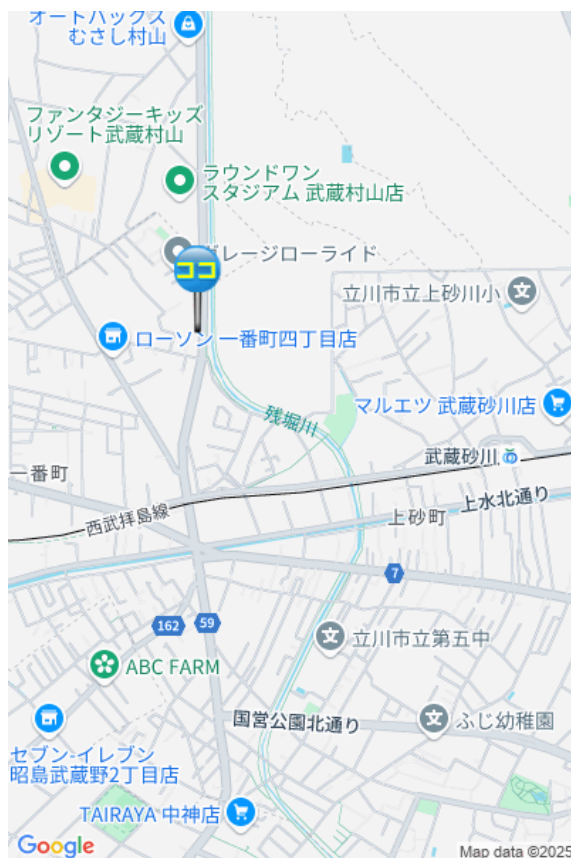 オートバックス
むさし村山
ファンタジーキッズ
リゾート武蔵村山
ラウンドワン
スタジアム 武蔵村山店
ガレージローライド
ココ
立川市立上砂川小
ローソン 一番町四丁目店
マルエツ 武蔵砂川店
残堀川
武蔵砂川
一番町
西武拝島線
上砂町
上水北通り
7
162
59
立川市立第五中
ABC FARM
国営公園北通り
ふじ幼稚園
セブン-イレブン
昭島武蔵野2丁目店
TAIRAYA 中神店
Google
Map data ©2025